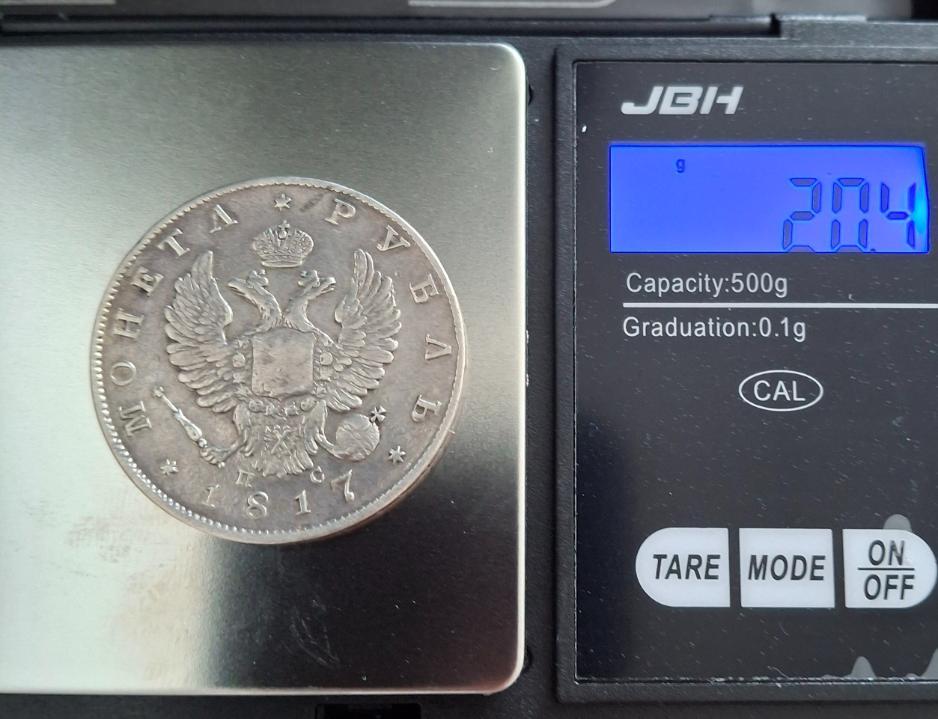 МОНЕТА * РУБЛЬ
* 1817 *
П С
JBH
g
20.4
Capacity:500g
Graduation:0.1g
CAL
TARE
MODE
ON
OFF